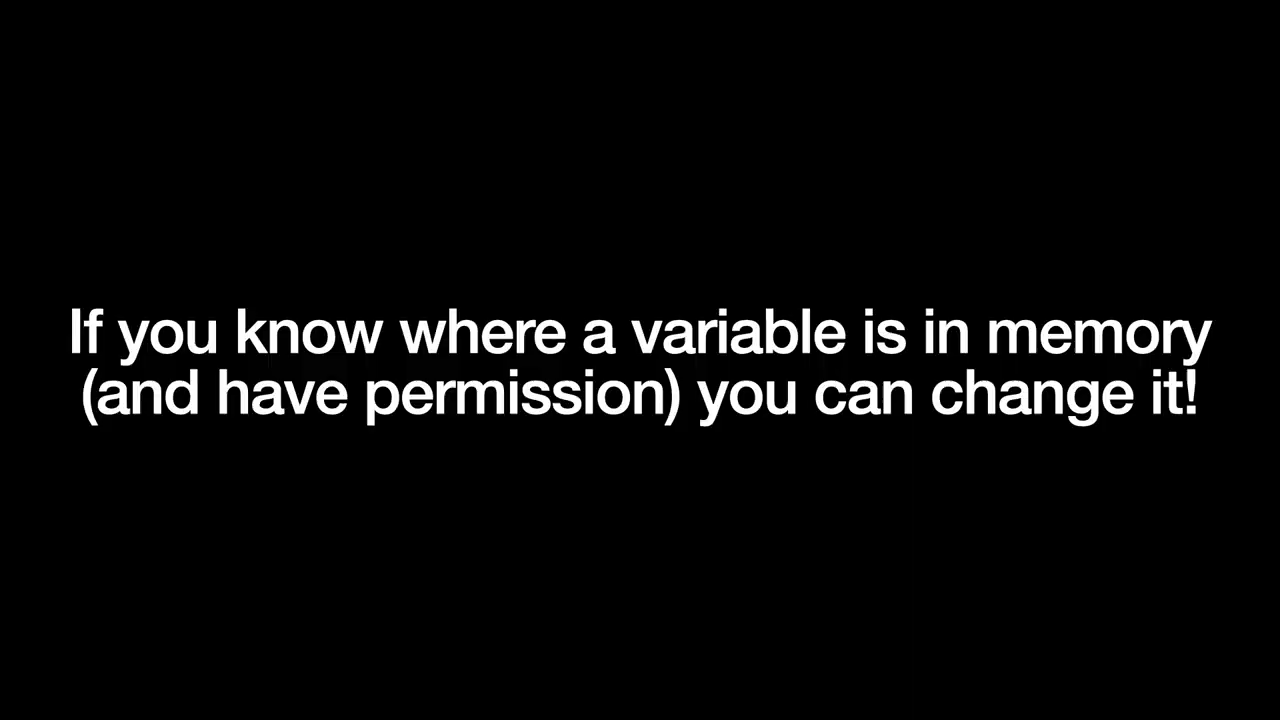 If you know where a variable is in memory
(and have permission) you can change it!